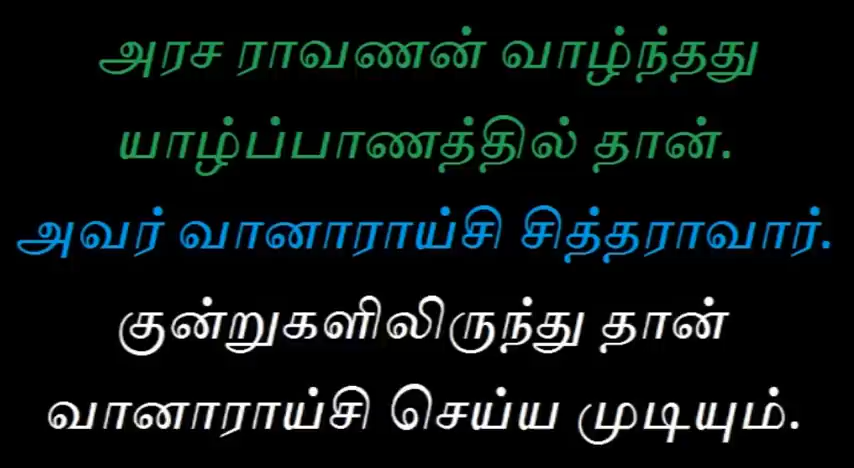 அரச ராவணன் வாழ்ந்தது
யாழ்ப்பாணத்தில் தான்.
அவர் வானாராய்சி சித்தராவார்.
குன்றுகளிலிருந்து தான்
வானாராய்சி செய்ய முடியும்.